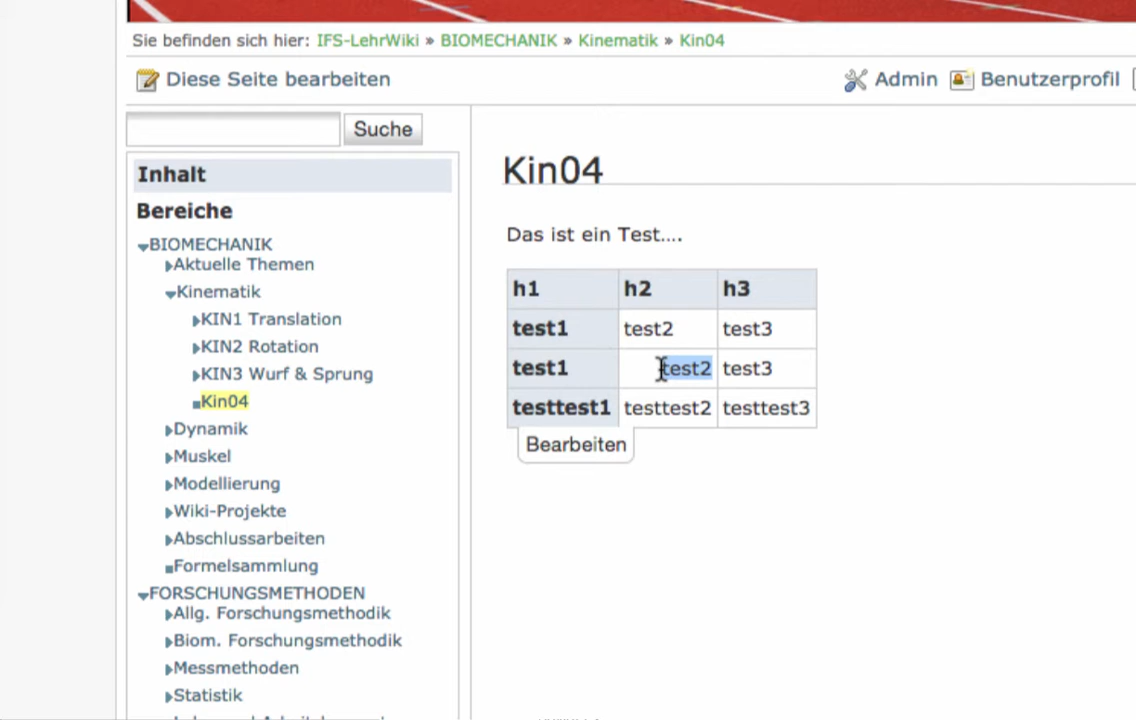 Sie befinden sich hier: IFS-LehrWiki » BIOMECHANIK » Kinematik » Kin04
Diese Seite bearbeiten
Admin
Benutzerprofil
Suche
Inhalt
Bereiche
BIOMECHANIK
Aktuelle Themen
Kinematik
KIN1 Translation
KIN2 Rotation
KIN3 Wurf & Sprung
Kin04
Dynamik
Muskel
Modellierung
Wiki-Projekte
Abschlussarbeiten
Formelsammlung
FORSCHUNGSMETHODEN
Allg. Forschungsmethodik
Biom. Forschungsmethodik
Messmethoden
Statistik
Kin04
Das ist ein Test....
h1 h2 h3
test1 test2 test3
test1 test2 test3
testtest1 testtest2 testtest3
Bearbeiten